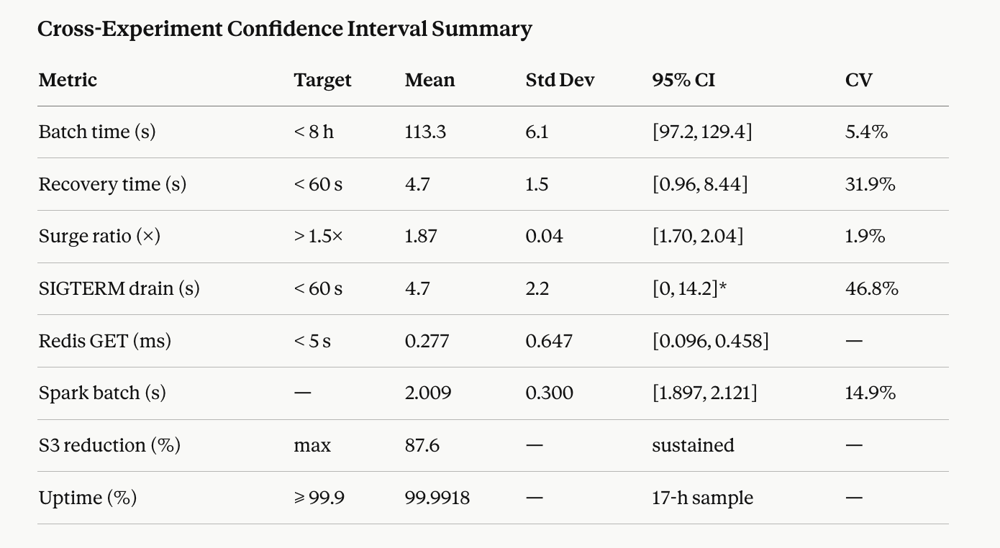 Cross-Experiment Confidence Interval Summary
Metric Target Mean Std Dev 95% CI CV
Batch time (s) < 8 h 113.3 6.1 [97.2, 129.4] 5.4%
Recovery time (s) < 60 s 4.7 1.5 [0.96, 8.44] 31.9%
Surge ratio (×) > 1.5× 1.87 0.04 [1.70, 2.04] 1.9%
SIGTERM drain (s) < 60 s 4.7 2.2 [0, 14.2]* 46.8%
Redis GET (ms) < 5 s 0.277 0.647 [0.096, 0.458] —
Spark batch (s) — 2.009 0.300 [1.897, 2.121] 14.9%
S3 reduction (%) max 87.6 — sustained —
Uptime (%) ⩾ 99.9 99.9918 — 17-h sample —